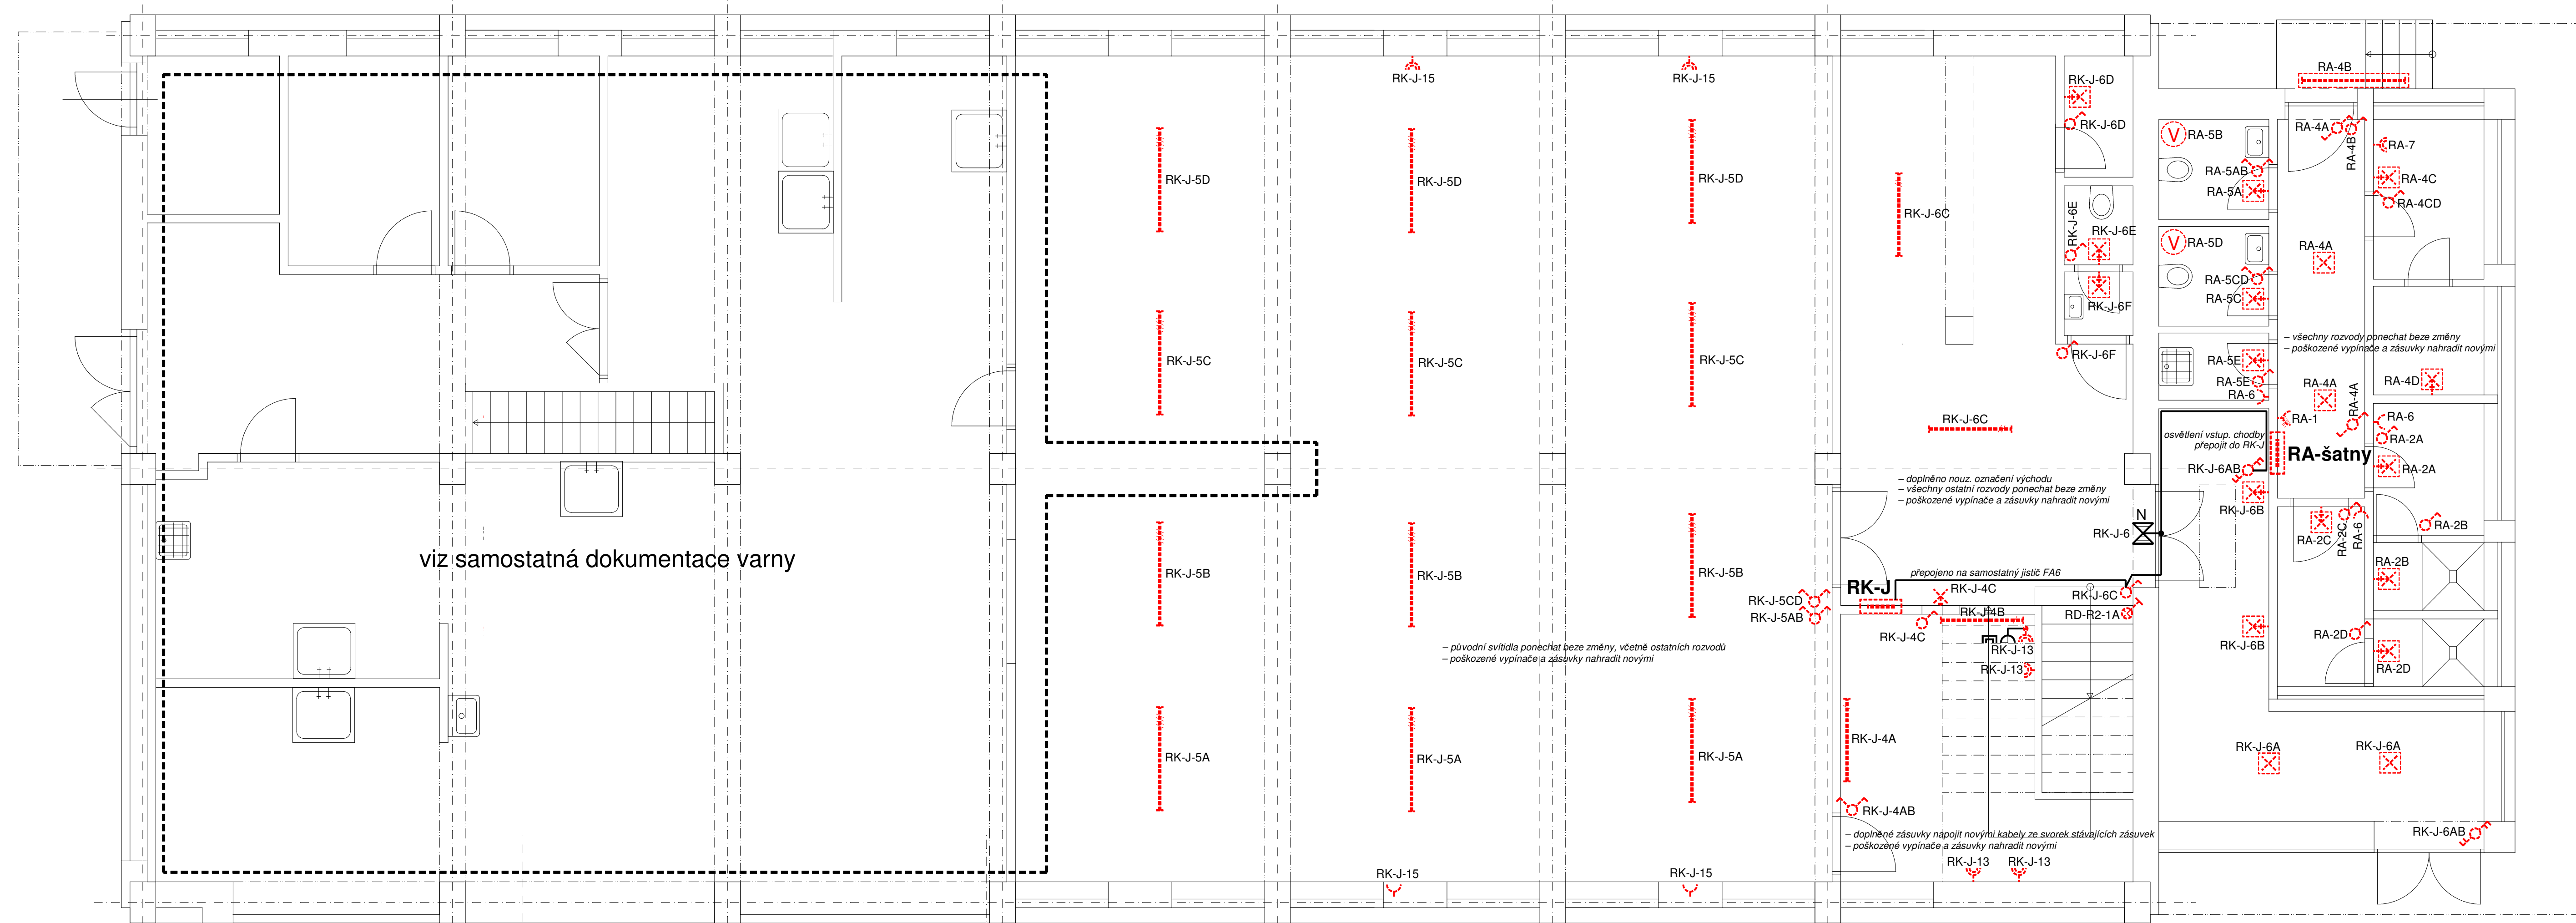 RK-J-15
RK-J-15
RK-J-5D
RK-J-5D
RK-J-5D
RK-J-5C
RK-J-5C
RK-J-5C
viz samostatná dokumentace varny
RK-J-5B
RK-J-5B
RK-J-5B
– původní svítidla ponechat beze změny, včetně ostatních rozvodů
– poškozené vypínače a zásuvky nahradit novými
RK-J-5A
RK-J-5A
RK-J-5A
RK-J-15
RK-J-15
RK-J-5CD
RK-J-5AB
RK-J-6D
RK-J-6D
RK-J-6C
RK-J-6E
RK-J-6E
RK-J-6F
RK-J-6F
RK-J-6C
– doplněno nouz. označení východu
– všechny ostatní rozvody ponechat beze změny
– poškozené vypínače a zásuvky nahradit novými
N
RK-J-6
přepojeno na samostatný jistič FA6
RK-J
RK-J-4C
RK-J-6C
RK-J-4B
RD-R2-1A
RK-J-4C
RK-J-13
RK-J-13
RK-J-4A
RK-J-4AB
– doplněné zásuvky napojit novými kabely ze svorek stávajících zásuvek
– poškozené vypínače a zásuvky nahradit novými
RK-J-13
RK-J-13
RA-4B
V
RA-5B
RA-4A
RA-4B
RA-7
RA-5AB
RA-5A
RA-4C
RA-4CD
V
RA-5D
RA-4A
RA-5CD
RA-5C
– všechny rozvody ponechat beze změny
– poškozené vypínače a zásuvky nahradit novými
RA-5E
RA-5E
RA-6
RA-4A
RA-4A
RA-4D
RA-1
RA-6
osvětlení vstup. chodby
přepojit do RK-J
RA-2A
RA-šatny
RK-J-6AB
RA-2A
RK-J-6B
RA-2C
RA-2C
RA-6
RA-2B
RA-2B
RK-J-6B
RA-2D
RA-2D
RK-J-6A
RK-J-6A
RK-J-6AB